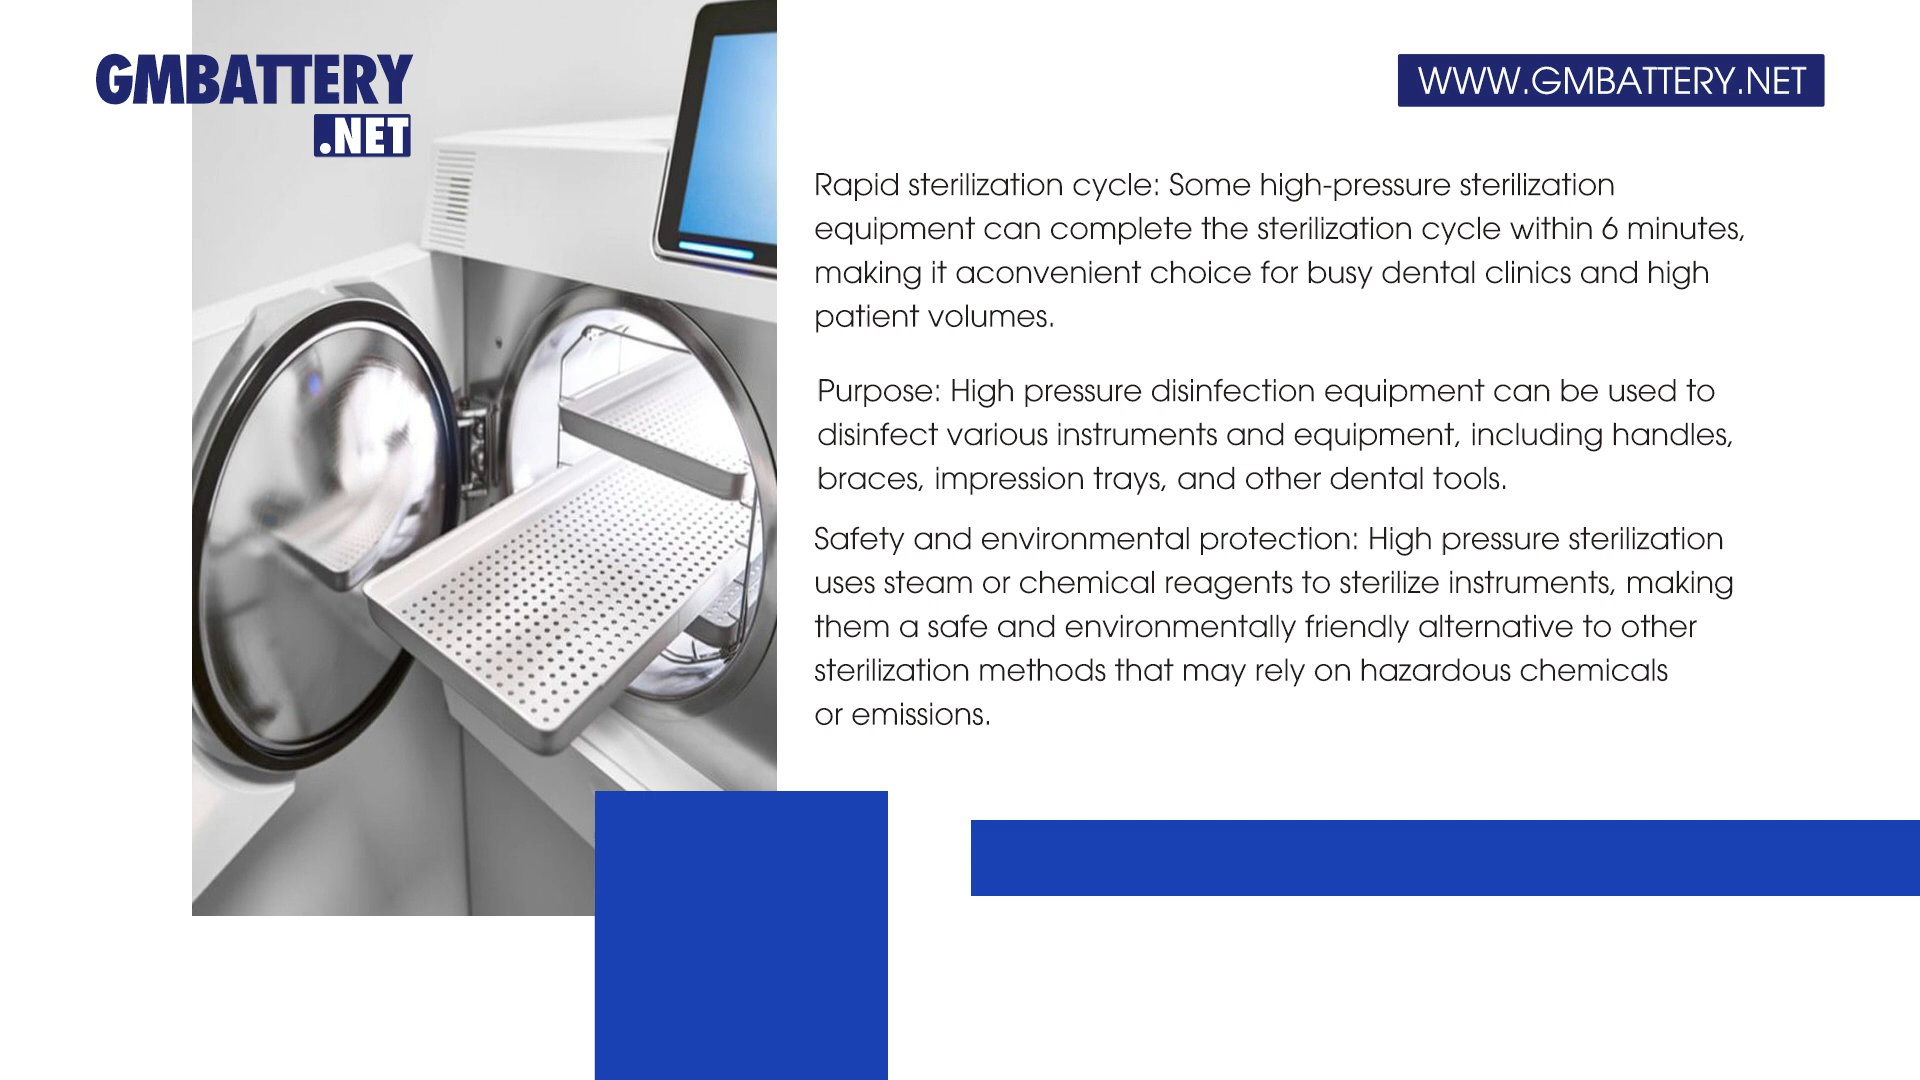 GMBATTERY
.NET
WWW.GMBATTERY.NET
Rapid sterilization cycle: Some high-pressure sterilization
equipment can complete the sterilization cycle within 6 minutes,
making it aconvenient choice for busy dental clinics and high
patient volumes.
Purpose: High pressure disinfection equipment can be used to
disinfect various instruments and equipment, including handles,
braces, impression trays, and other dental tools.
Safety and environmental protection: High pressure sterilization
uses steam or chemical reagents to sterilize instruments, making
them a safe and environmentally friendly alternative to other
sterilization methods that may rely on hazardous chemicals
or emissions.